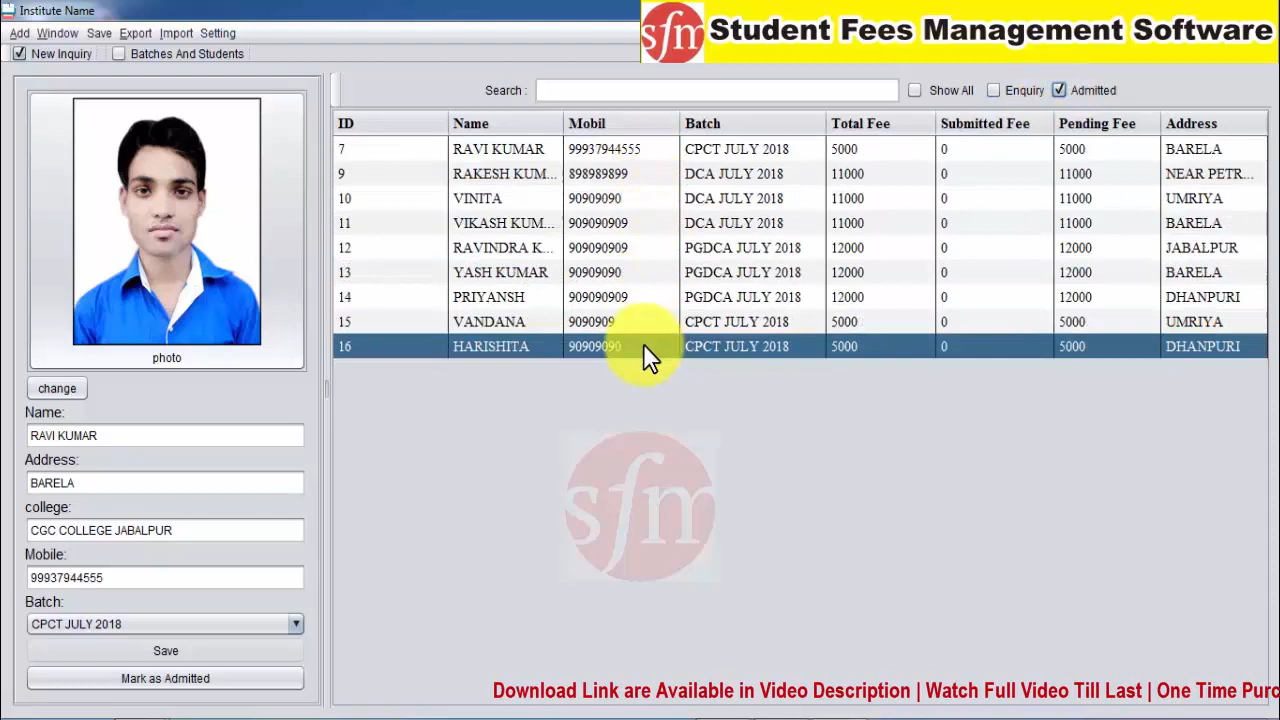 Institute Name
Add Window Save Export Import Setting
New Inquiry Batches And Students
sfm Student Fees Management Software
Search : Show All Enquiry Admitted
ID Name Mobil Batch Total Fee Submitted Fee Pending Fee Address
7 RAVI KUMAR 99937944555 CPCT JULY 2018 5000 0 5000 BARELA
9 RAKESH KUM... 898989899 DCA JULY 2018 11000 0 11000 NEAR PETR...
10 VINITA 90909090 DCA JULY 2018 11000 0 11000 UMRIYA
11 VIKASH KUM... 909090909 DCA JULY 2018 11000 0 11000 BARELA
12 RAVINDRA K... 909090909 PGDCA JULY 2018 12000 0 12000 JABALPUR
13 YASH KUMAR 90909090 PGDCA JULY 2018 12000 0 12000 BARELA
14 PRIYANSH 909090909 PGDCA JULY 2018 12000 0 12000 DHANPURI
15 VANDANA 9090909 CPCT JULY 2018 5000 0 5000 UMRIYA
16 HARISHITA 90909090 CPCT JULY 2018 5000 0 5000 DHANPURI
photo
change
Name:
RAVI KUMAR
Address:
BARELA
college:
CGC COLLEGE JABALPUR
Mobile:
99937944555
Batch:
CPCT JULY 2018
Save
Mark as Admitted
sfm
Download Link are Available in Video Description | Watch Full Video Till Last | One Time Purc